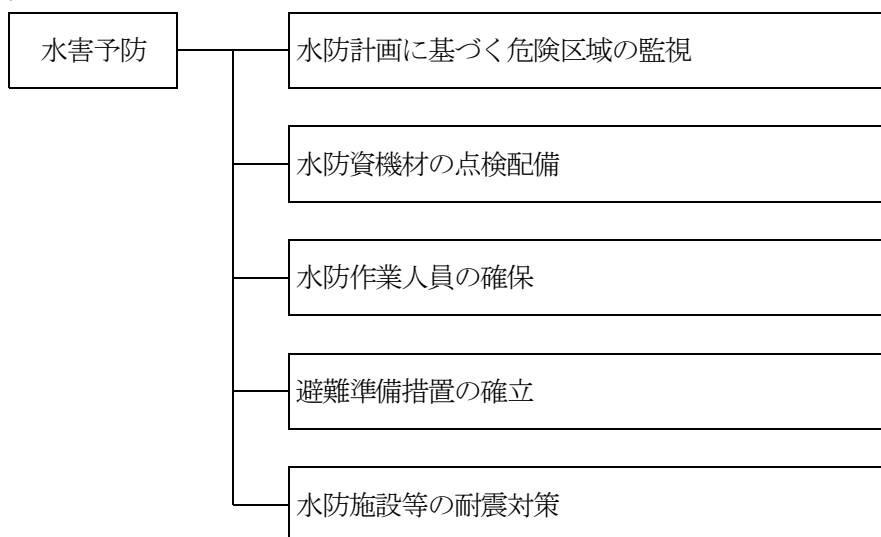 水害予防
水防計画に基づく危険区域の監視
水防資機材の点検配備
水防作業人員の確保
避難準備措置の確立
水防施設等の耐震対策